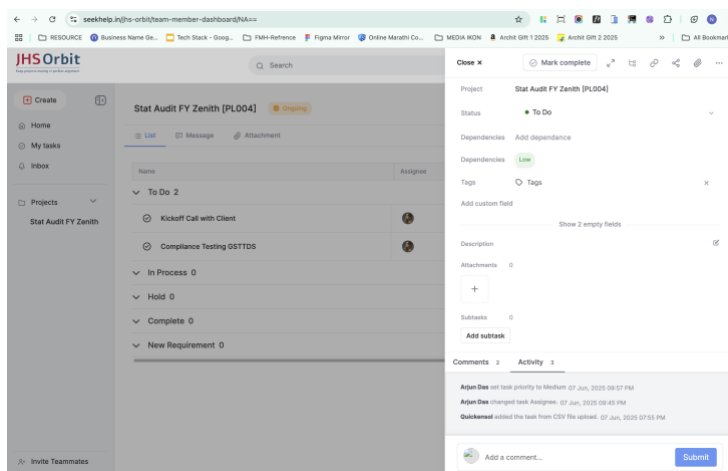 seekhelp.in/jhs-orbit/team-member-dashboard/NA==
RESOURCE Business Name Ge... Tech Stack - Goog... FMH-Refrence Figma Mirror Online Marathi Co... MEDIA IKON Archit Gift 1 2025 Archit Gift 2 2025 » All Bookmar
JHS Orbit
Search
Create
Home
My tasks
Inbox
Projects
Stat Audit FY Zenith
Invite Teammates
Stat Audit FY Zenith [PL004] Ongoing
List Message Attachment
Name Assignee
To Do 2
Kickoff Call with Client
Compliance Testing GSTTDS
In Process 0
Hold 0
Complete 0
New Requirement 0
Close × Mark complete
Project Stat Audit FY Zenith [PL004]
Status To Do
Dependencies Add dependance
Dependencies Low
Tags Tags ×
Add custom field
Show 2 empty fields
Description
Attachments 0
+
Subtasks 0
Add subtask
Comments 2 Activity 3
Arjun Das set task priority to Medium 07 Jun, 2025 09:57 PM
Arjun Das changed task Assignee. 07 Jun, 2025 09:45 PM
Quickensol added the task from CSV file upload. 07 Jun, 2025 07:55 PM
Add a comment...
Submit